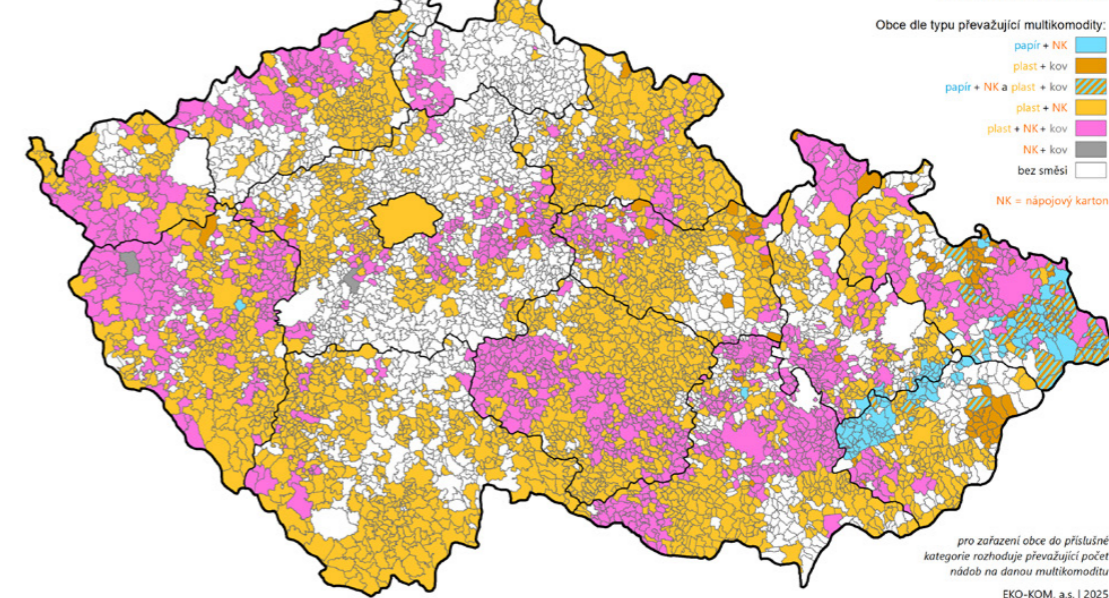 Obce dle typu převažující multikomodity:
papír + NK
plast + kov
papír + NK a plast + kov
plast + NK
plast + NK + kov
NK + kov
bez směsí
NK = nápojový karton
pro zařazení obce do příslušné
kategorie rozhoduje převažující počet
nádob na danou multikomoditu
EKO-KOM, a.s. | 2025